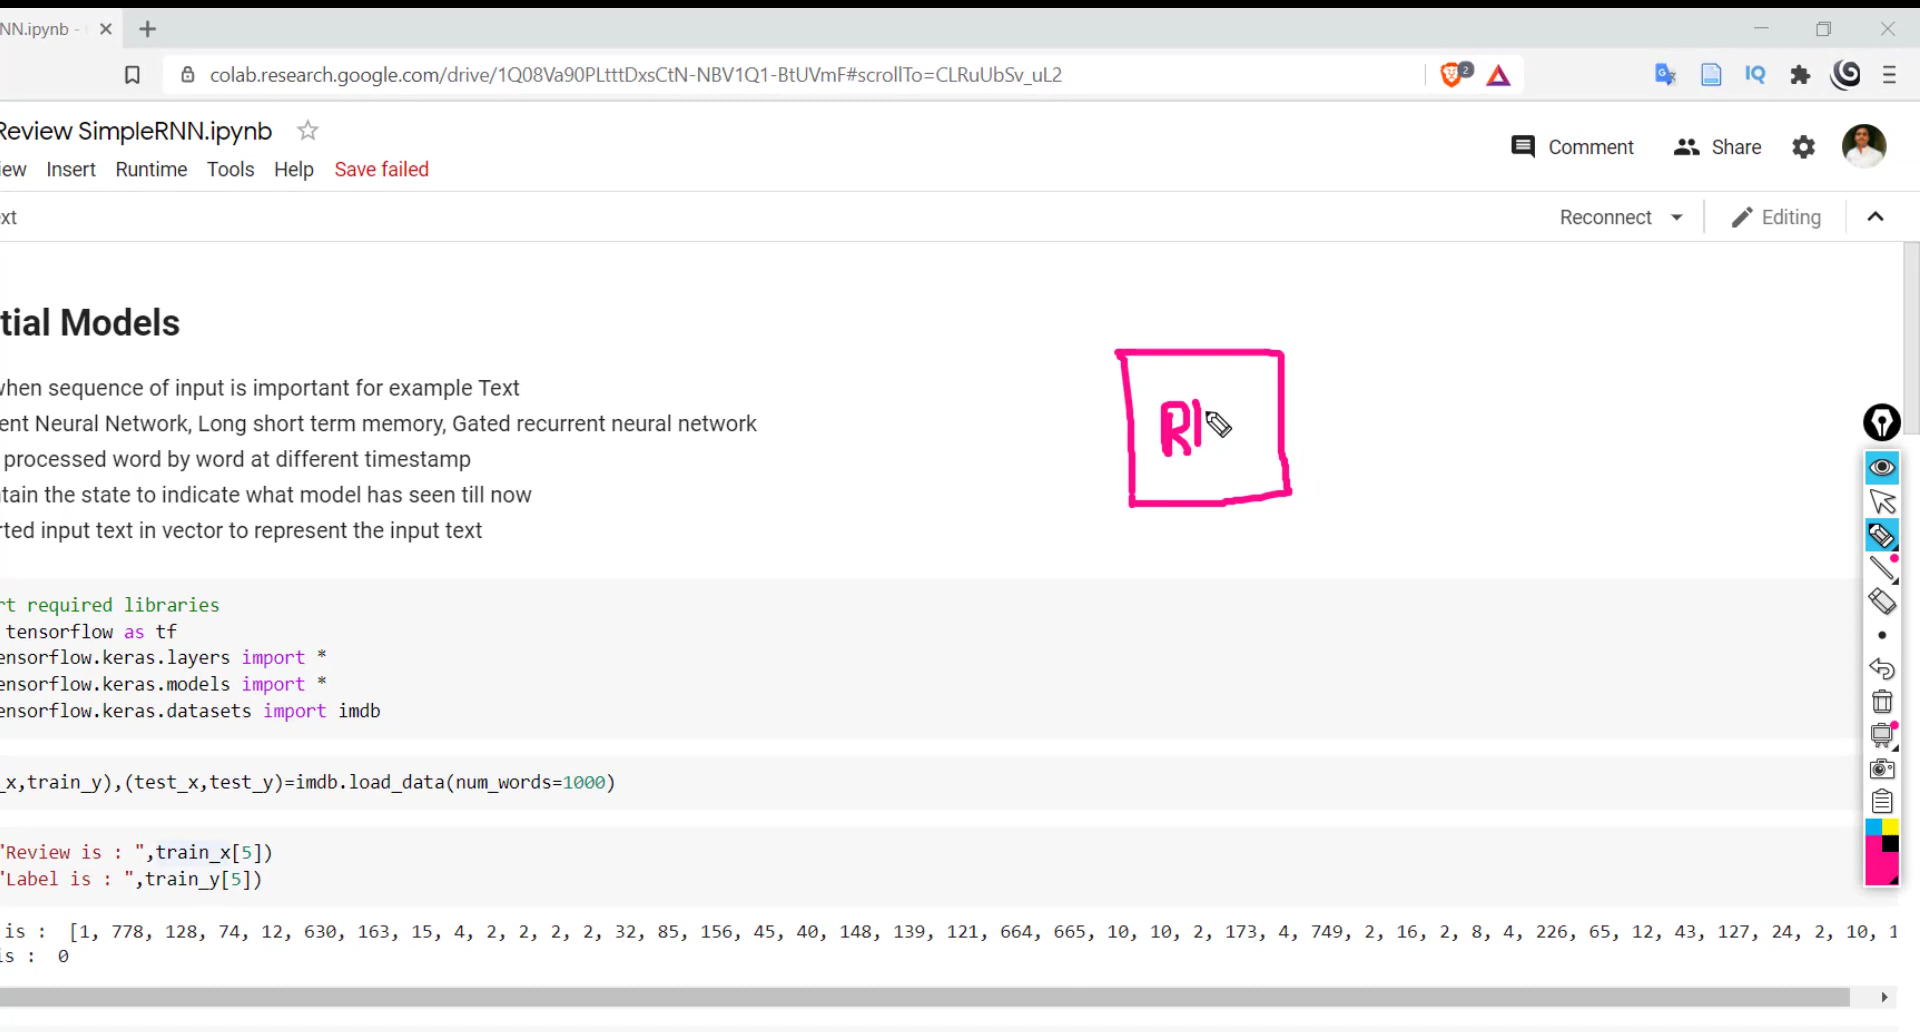 NN.ipynb -
colab.research.google.com/drive/1Q08Va90PLtttDxsCtN-NBV1Q1-BtUVmF#scrollTo=CLRuUbSv_uL2
2
IQ
Review SimpleRNN.ipynb
Comment
Share
iew Insert Runtime Tools Help Save failed
ext
Reconnect
Editing
tial Models
when sequence of input is important for example Text
ent Neural Network, Long short term memory, Gated recurrent neural network
processed word by word at different timestamp
ntain the state to indicate what model has seen till now
rted input text in vector to represent the input text
R
rt required libraries
tensorflow as tf
ensorflow.keras.layers import *
ensorflow.keras.models import *
ensorflow.keras.datasets import imdb
_x,train_y),(test_x,test_y)=imdb.load_data(num_words=1000)
"Review is : ",train_x[5])
"Label is : ",train_y[5])
is : [1, 778, 128, 74, 12, 630, 163, 15, 4, 2, 2, 2, 2, 32, 85, 156, 45, 40, 148, 139, 121, 664, 665, 10, 10, 2, 173, 4, 749, 2, 16, 2, 8, 4, 226, 65, 12, 43, 127, 24, 2, 10, 1
is : 0